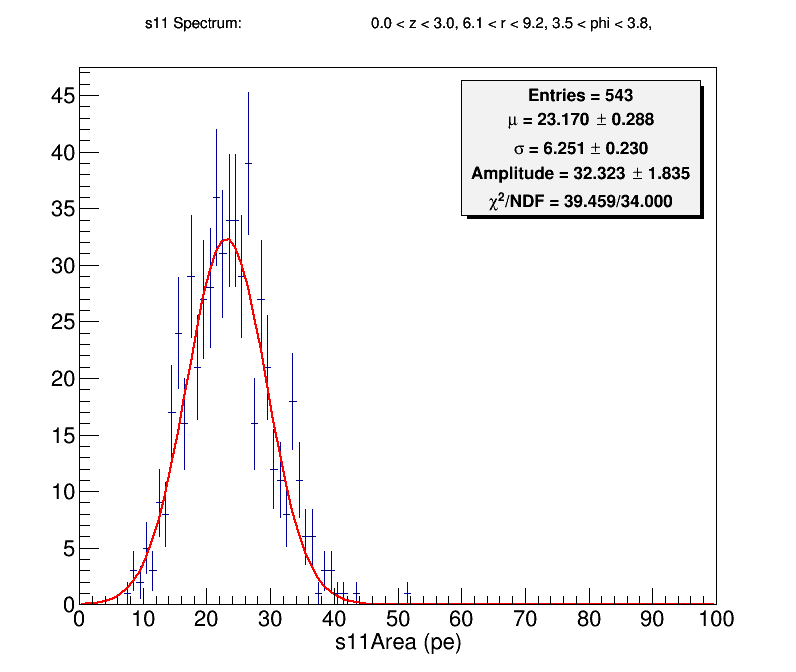 s11 Spectrum: 0.0 < z < 3.0, 6.1 < r < 9.2, 3.5 < phi < 3.8,
Entries = 543
μ = 23.170 ± 0.288
σ = 6.251 ± 0.230
Amplitude = 32.323 ± 1.835
χ²/NDF = 39.459/34.000
45
40
35
30
25
20
15
10
5
0
0 10 20 30 40 50 60 70 80 90 100
s11Area (pe)